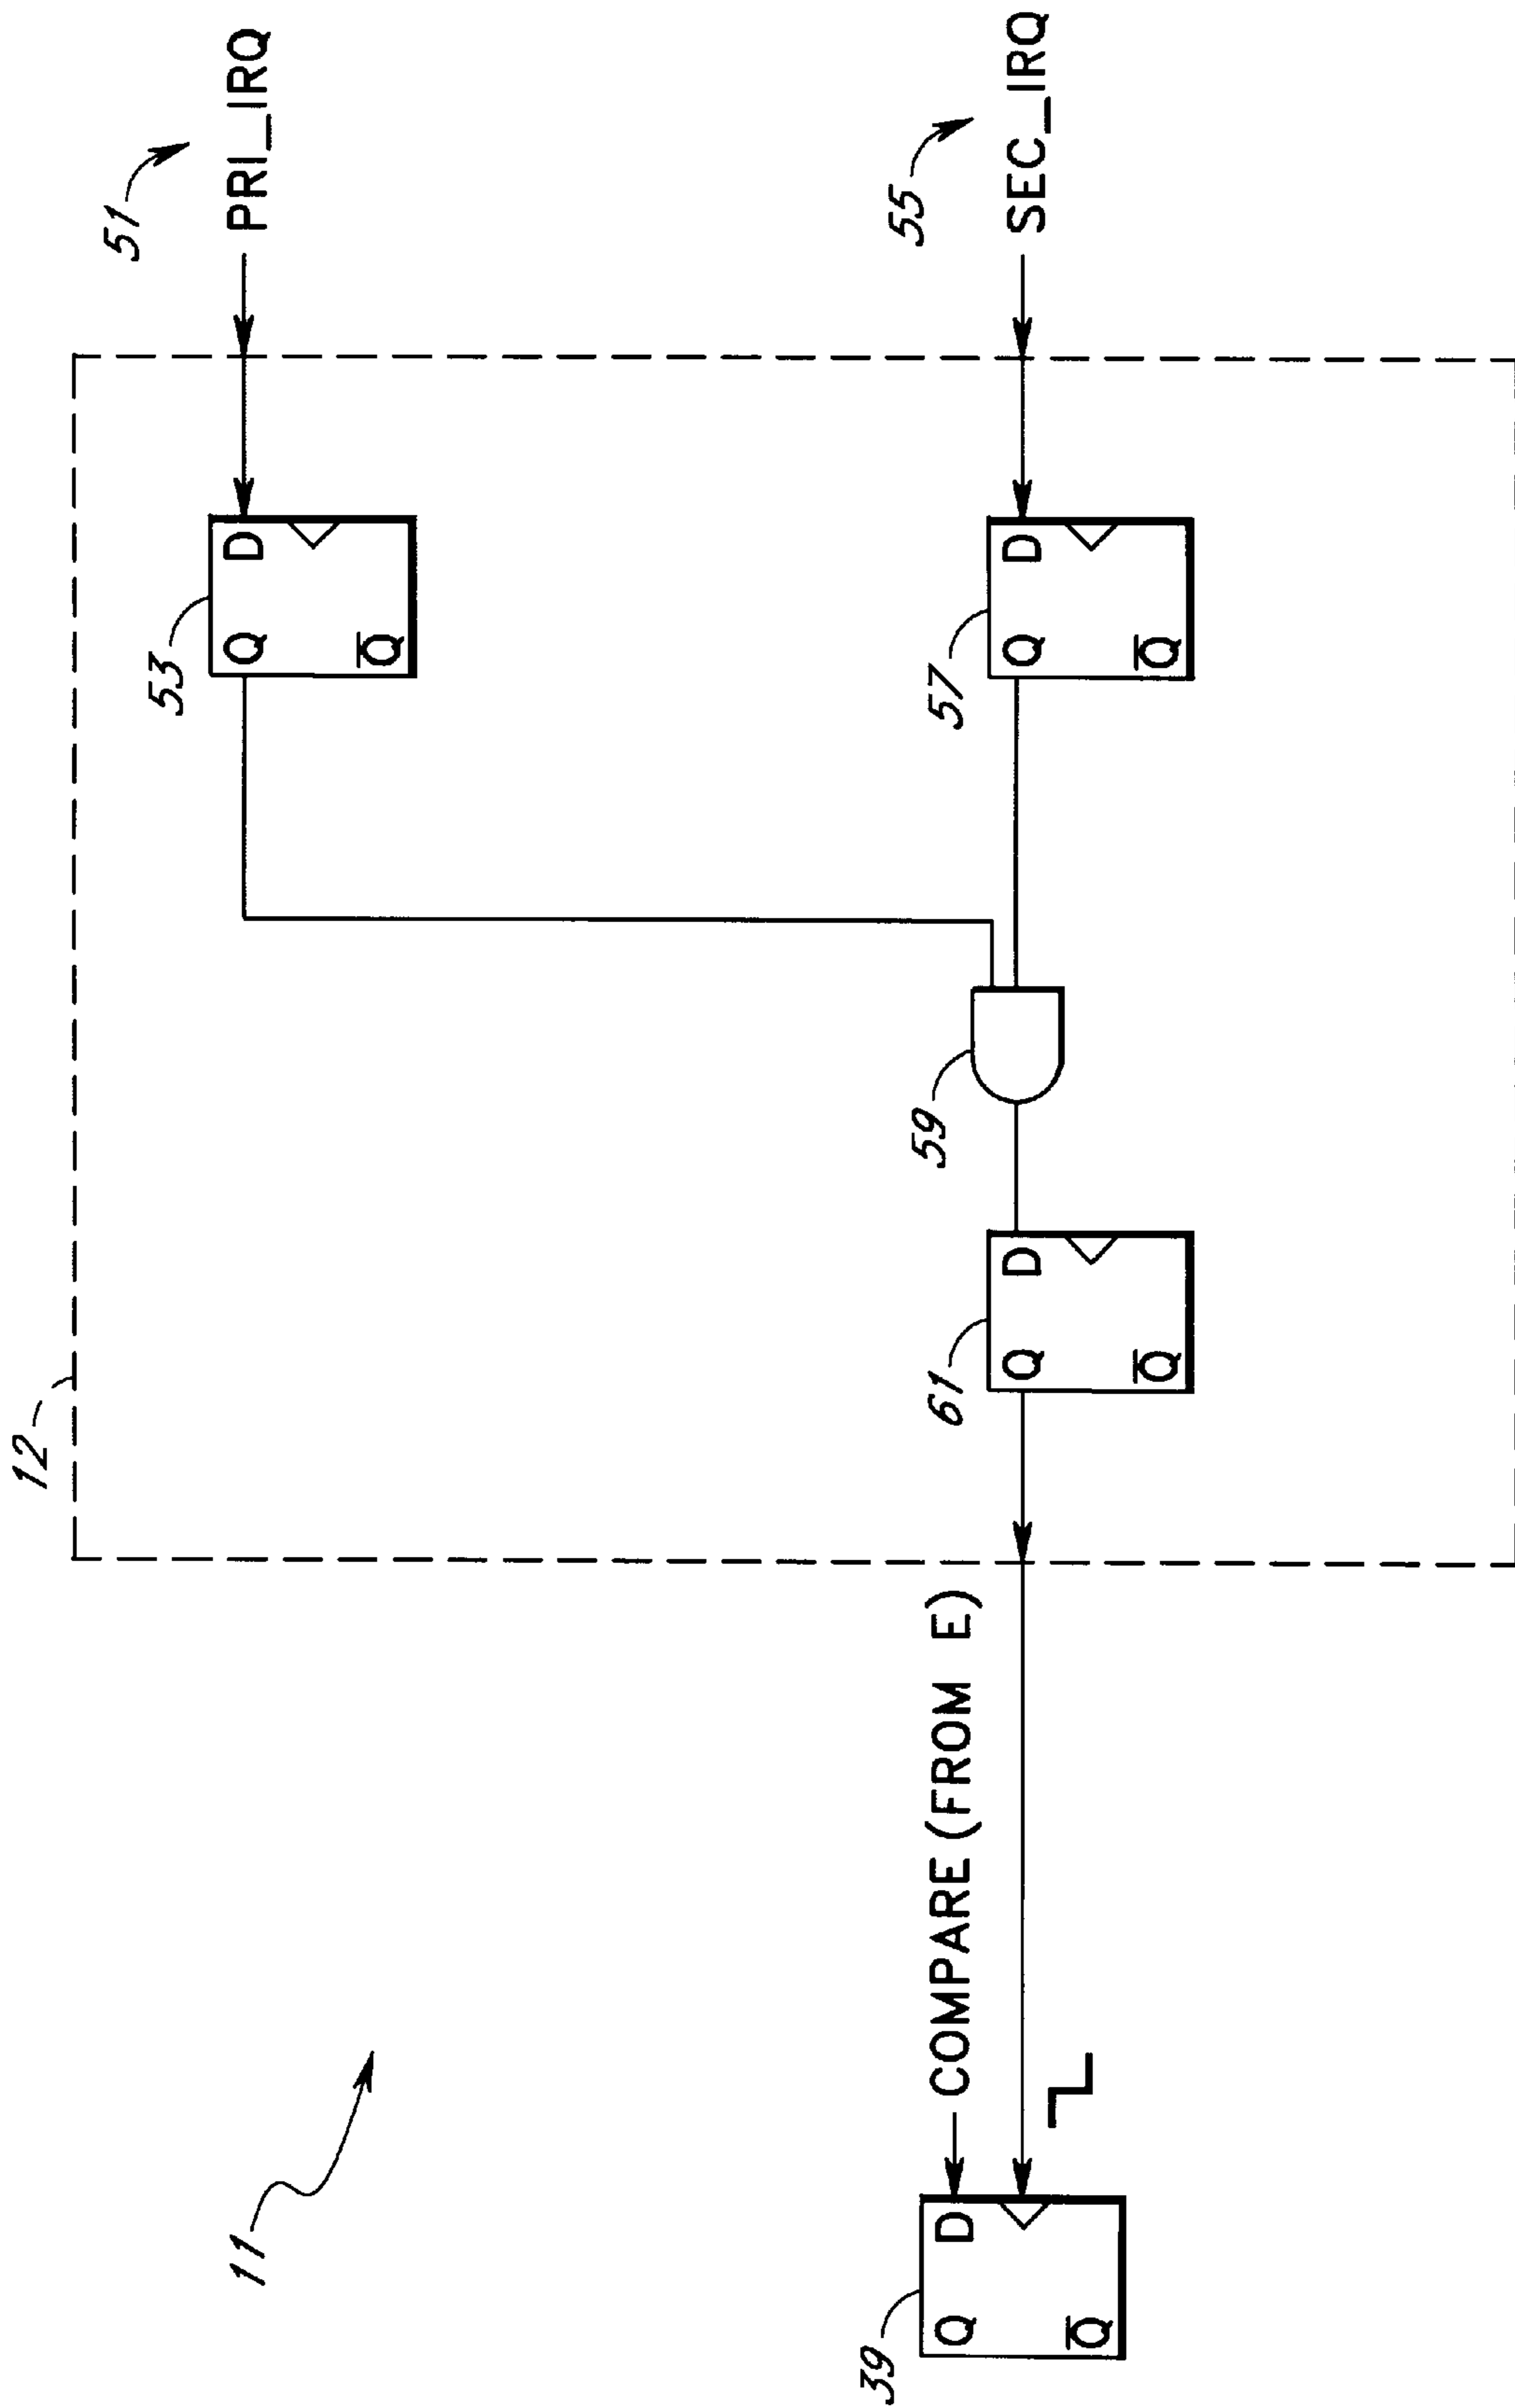 51
PRI_IRQ
55
SEC_IRQ
53
Q D
Q̅
57
Q D
Q̅
59
61
Q D
Q̅
12
COMPARE (FROM E)
11
39
Q D
Q̅